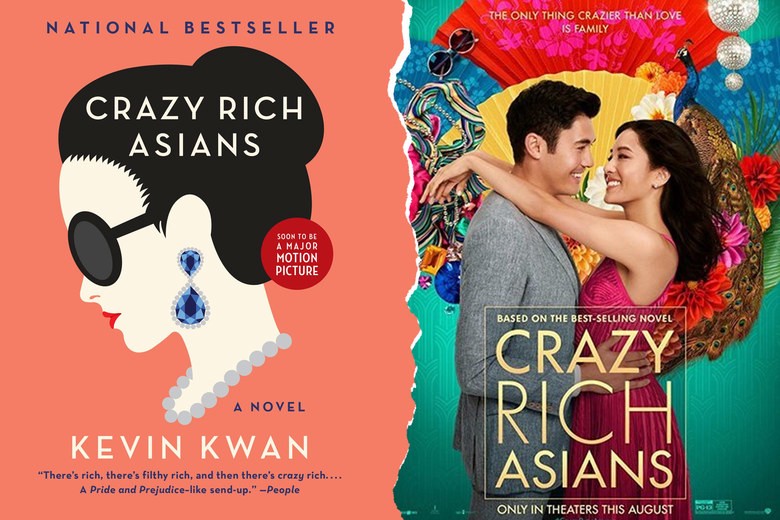 NATIONAL BESTSELLER
CRAZY RICH
ASIANS
SOON TO BE
A MAJOR
MOTION
PICTURE
A NOVEL
KEVIN KWAN
“There’s rich, there’s filthy rich, and then there’s crazy rich....
A Pride and Prejudice–like send-up.” —People
THE ONLY THING CRAZIER THAN LOVE
IS FAMILY
BASED ON THE BEST-SELLING NOVEL
CRAZY
RICH
ASIANS
ONLY IN THEATERS THIS AUGUST
PG-13